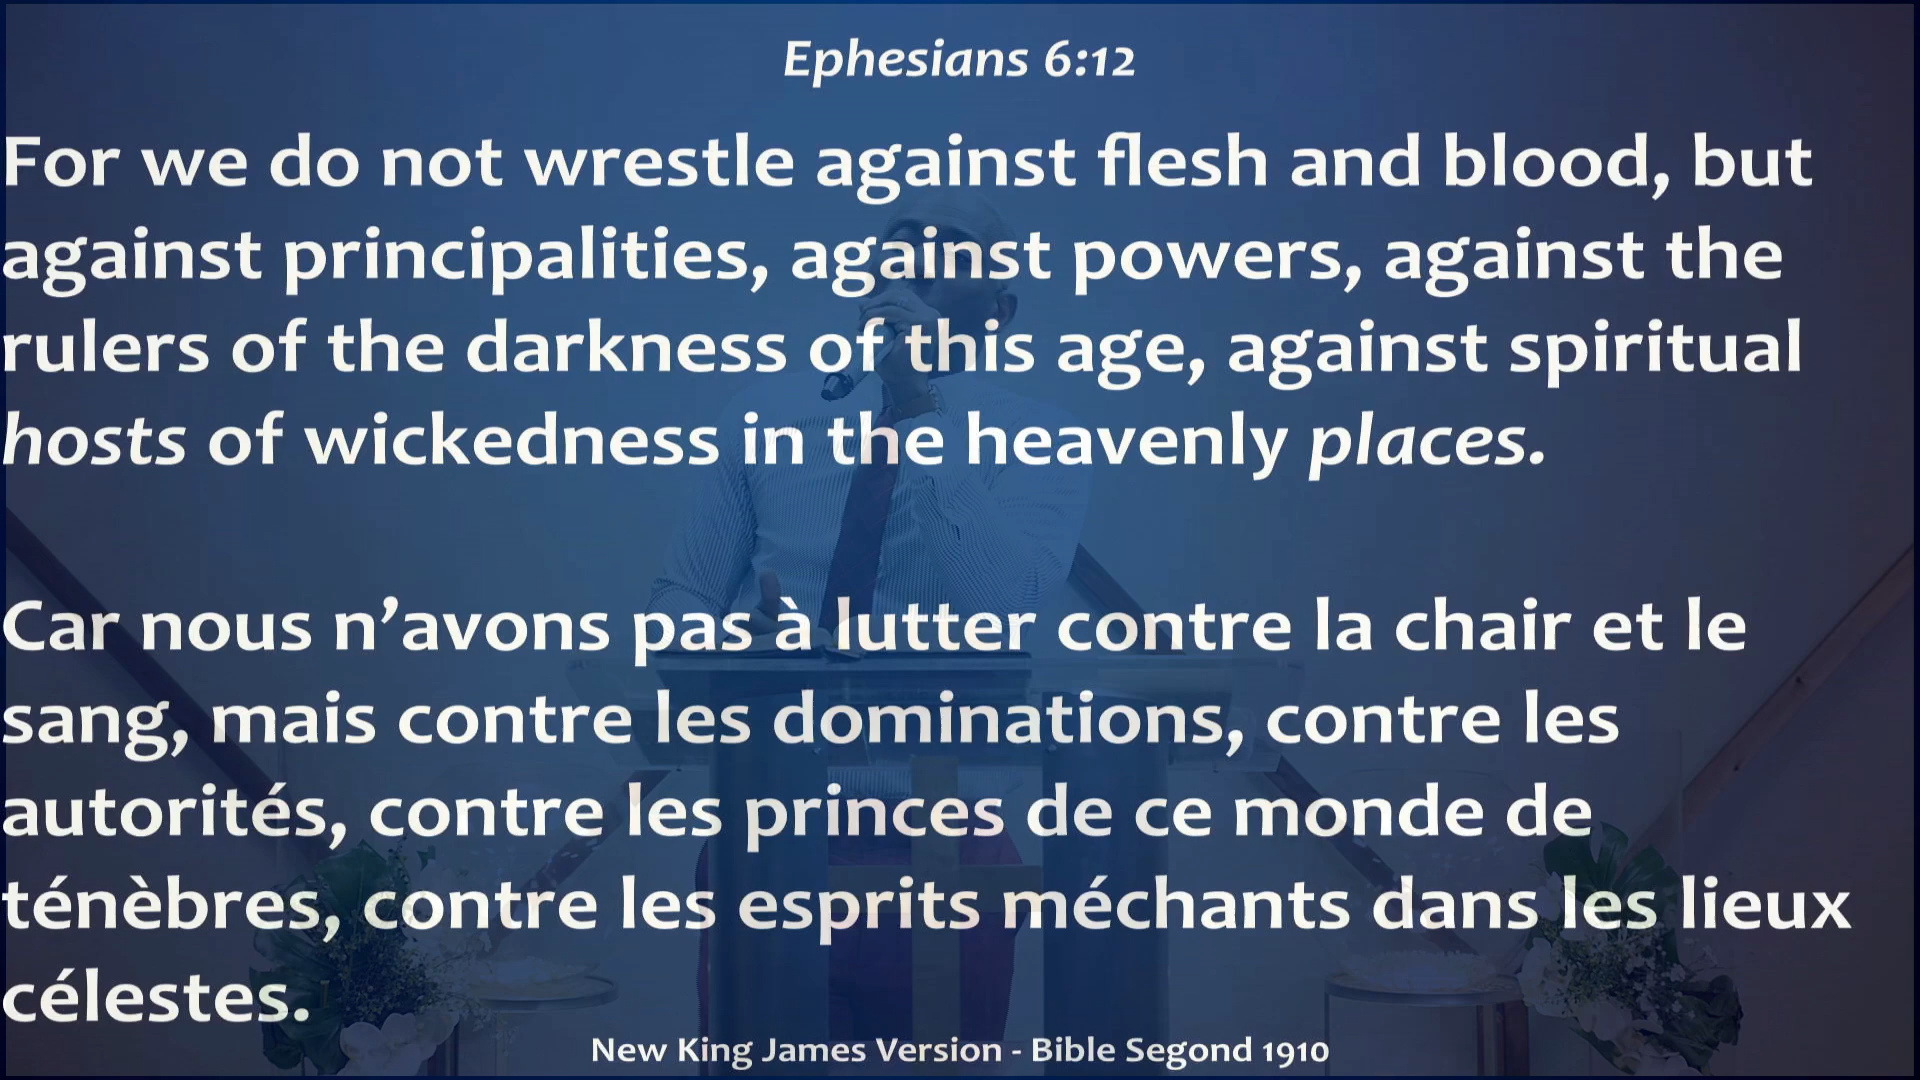 Ephesians 6:12
For we do not wrestle against flesh and blood, but
against principalities, against powers, against the
rulers of the darkness of this age, against spiritual
hosts of wickedness in the heavenly places.
Car nous n’avons pas à lutter contre la chair et le
sang, mais contre les dominations, contre les
autorités, contre les princes de ce monde de
ténèbres, contre les esprits méchants dans les lieux
célestes.
New King James Version - Bible Segond 1910